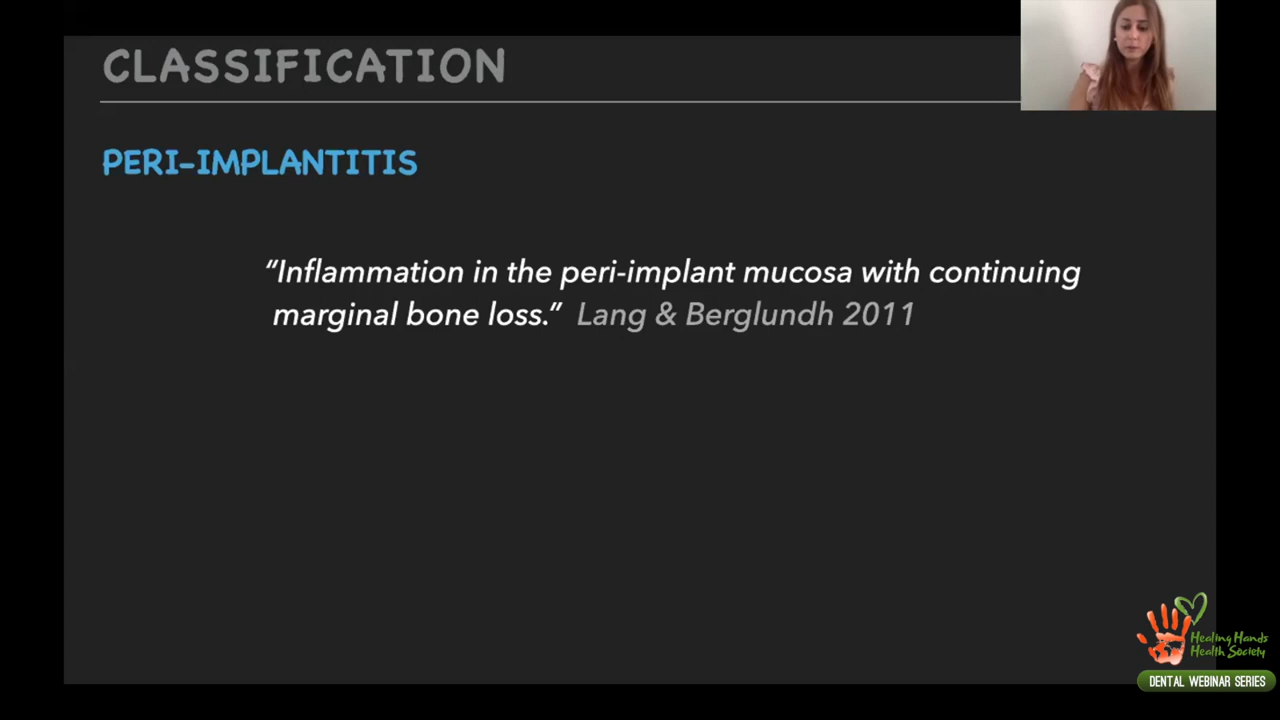 CLASSIFICATION
PERI-IMPLANTITIS
“Inflammation in the peri-implant mucosa with continuing
marginal bone loss.” Lang & Berglundh 2011
Healing Hands
Health Society
DENTAL WEBINAR SERIES